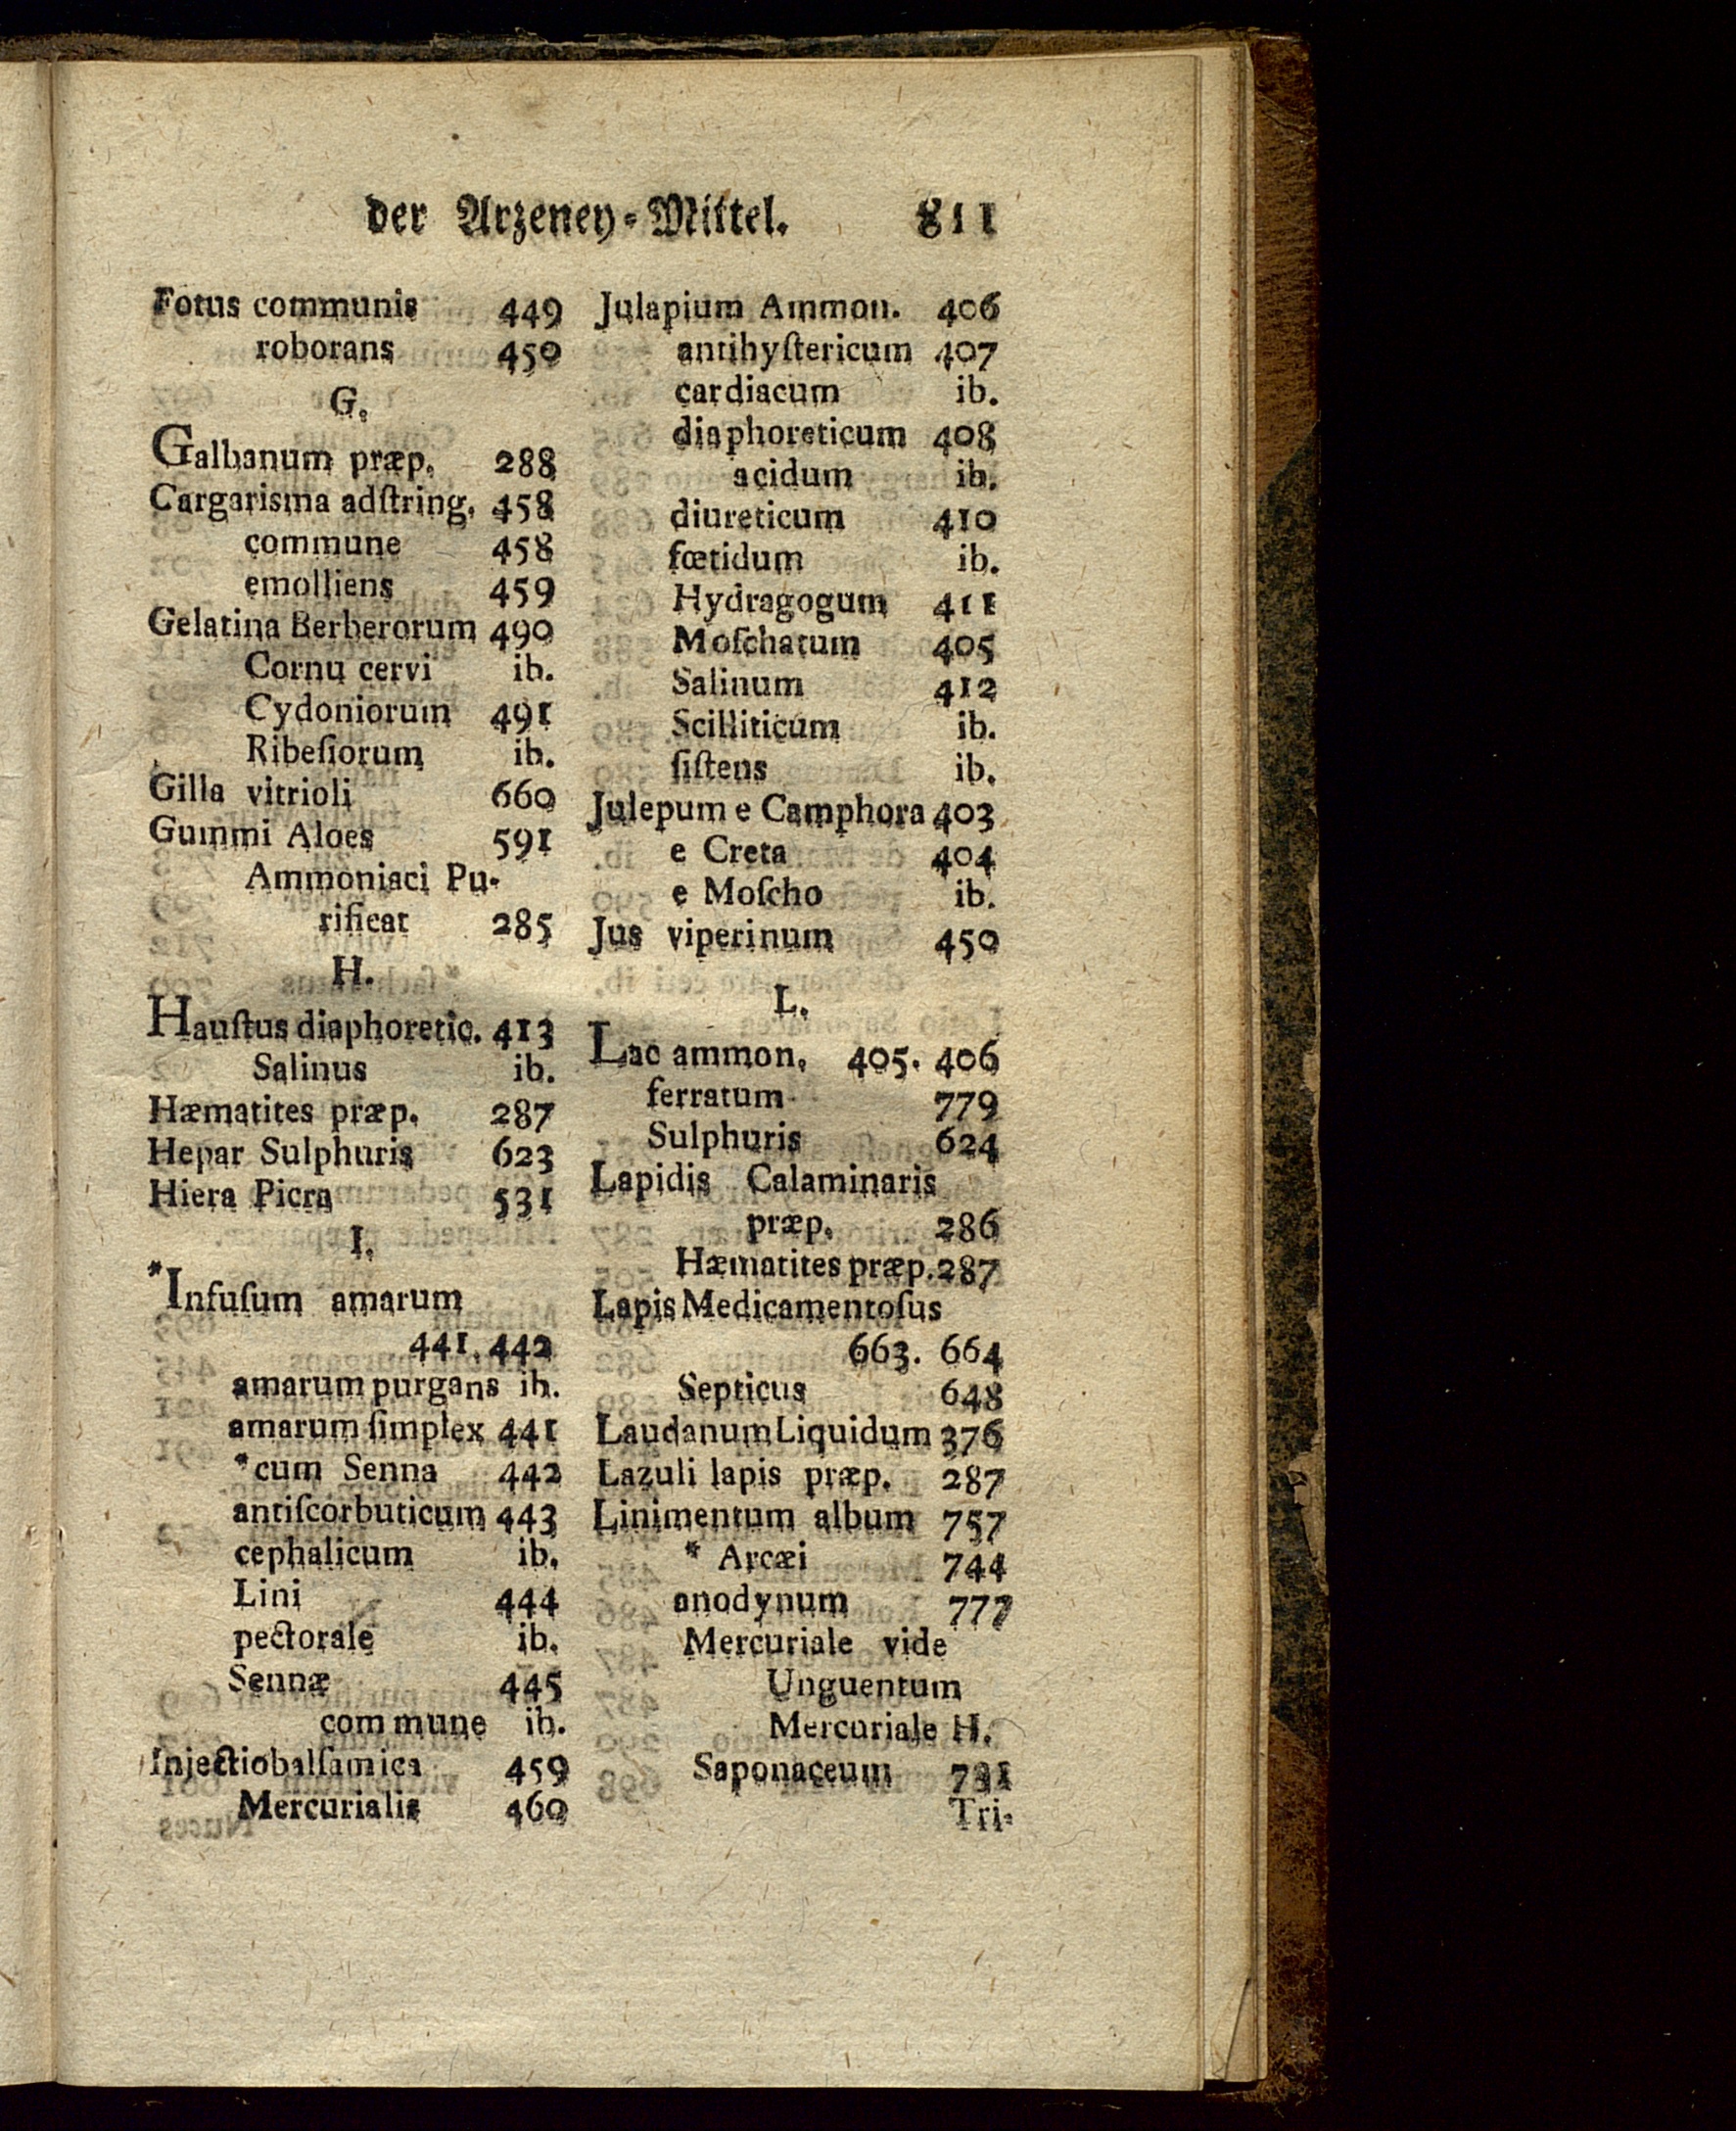 der Arzeney-Mittel. 811
Fotus communis 449
roborans 450
G.
Galbanum præp. 288
Cargarisma adſtring. 458
commune 458
emolliens 459
Gelatina Berberorum 490
Cornu cervi ib.
Cydoniorum 491
Ribeſiorum ib.
Gilla vitrioli 660
Gummi Aloes 591
Ammoniaci Pu-
rificat 285
H.
Hauſtus diaphoretic. 413
Salinus ib.
Hæmatites præp. 287
Hepar Sulphuris 623
Hiera Picra 531
I.
*Infuſum amarum
441. 442
amarum purgans ib.
amarum ſimplex 441
*cum Senna 442
antiſcorbuticum 443
cephalicum ib.
Lini 444
pectorale ib.
Sennæ 445
commune ib.
Injectio balſamica 459
Mercurialis 460
Julapium Ammon. 406
antihyſtericum 407
cardiacum ib.
diaphoreticum 408
acidum ib.
diureticum 410
fœtidum ib.
Hydragogum 411
Moſchatum 405
Salinum 412
Scilliticum ib.
ſiſtens ib.
Julepum e Camphora 403
e Creta 404
e Moſcho ib.
Jus viperinum 450
L.
Lac ammon. 405. 406
ferratum 779
Sulphuris 624
Lapidis Calaminaris
præp. 286
Hæmatites præp. 287
Lapis Medicamentoſus
663. 664
Septicus 648
Laudanum Liquidum 376
Lazuli lapis præp. 287
Linimentum album 757
* Arcæi 744
anodynum 777
Mercuriale vide
Unguentum
Mercuriale H.
Saponaceum
Tri-